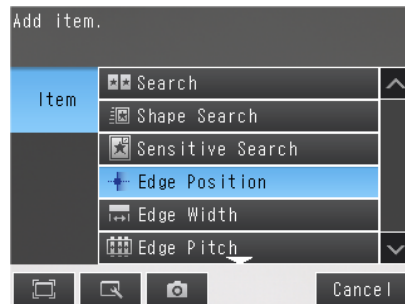 Add item.
Item
Search
Shape Search
Sensitive Search
Edge Position
Edge Width
Edge Pitch
Cancel